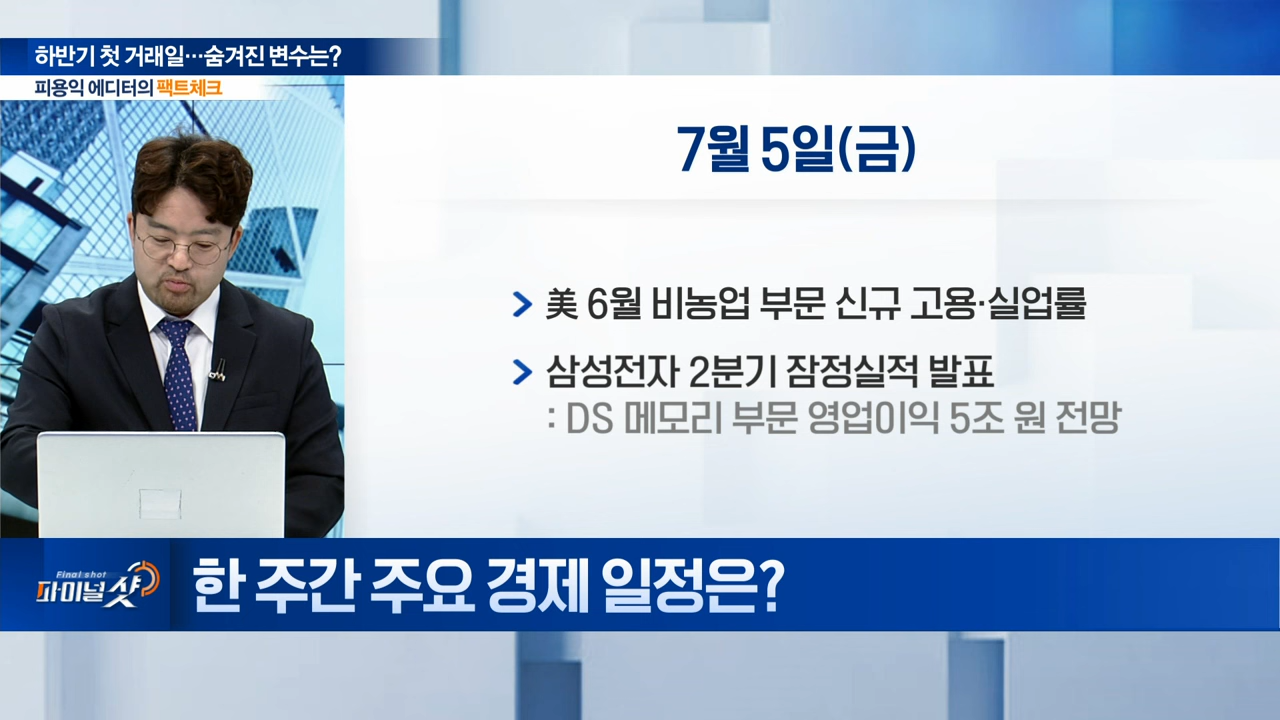 하반기 첫 거래일…숨겨진 변수는?
피용익 에디터의 팩트체크
7월 5일(금)
美 6월 비농업 부문 신규 고용·실업률
삼성전자 2분기 잠정실적 발표
: DS 메모리 부문 영업이익 5조 원 전망
Final shot
파이널샷
한 주간 주요 경제 일정은?